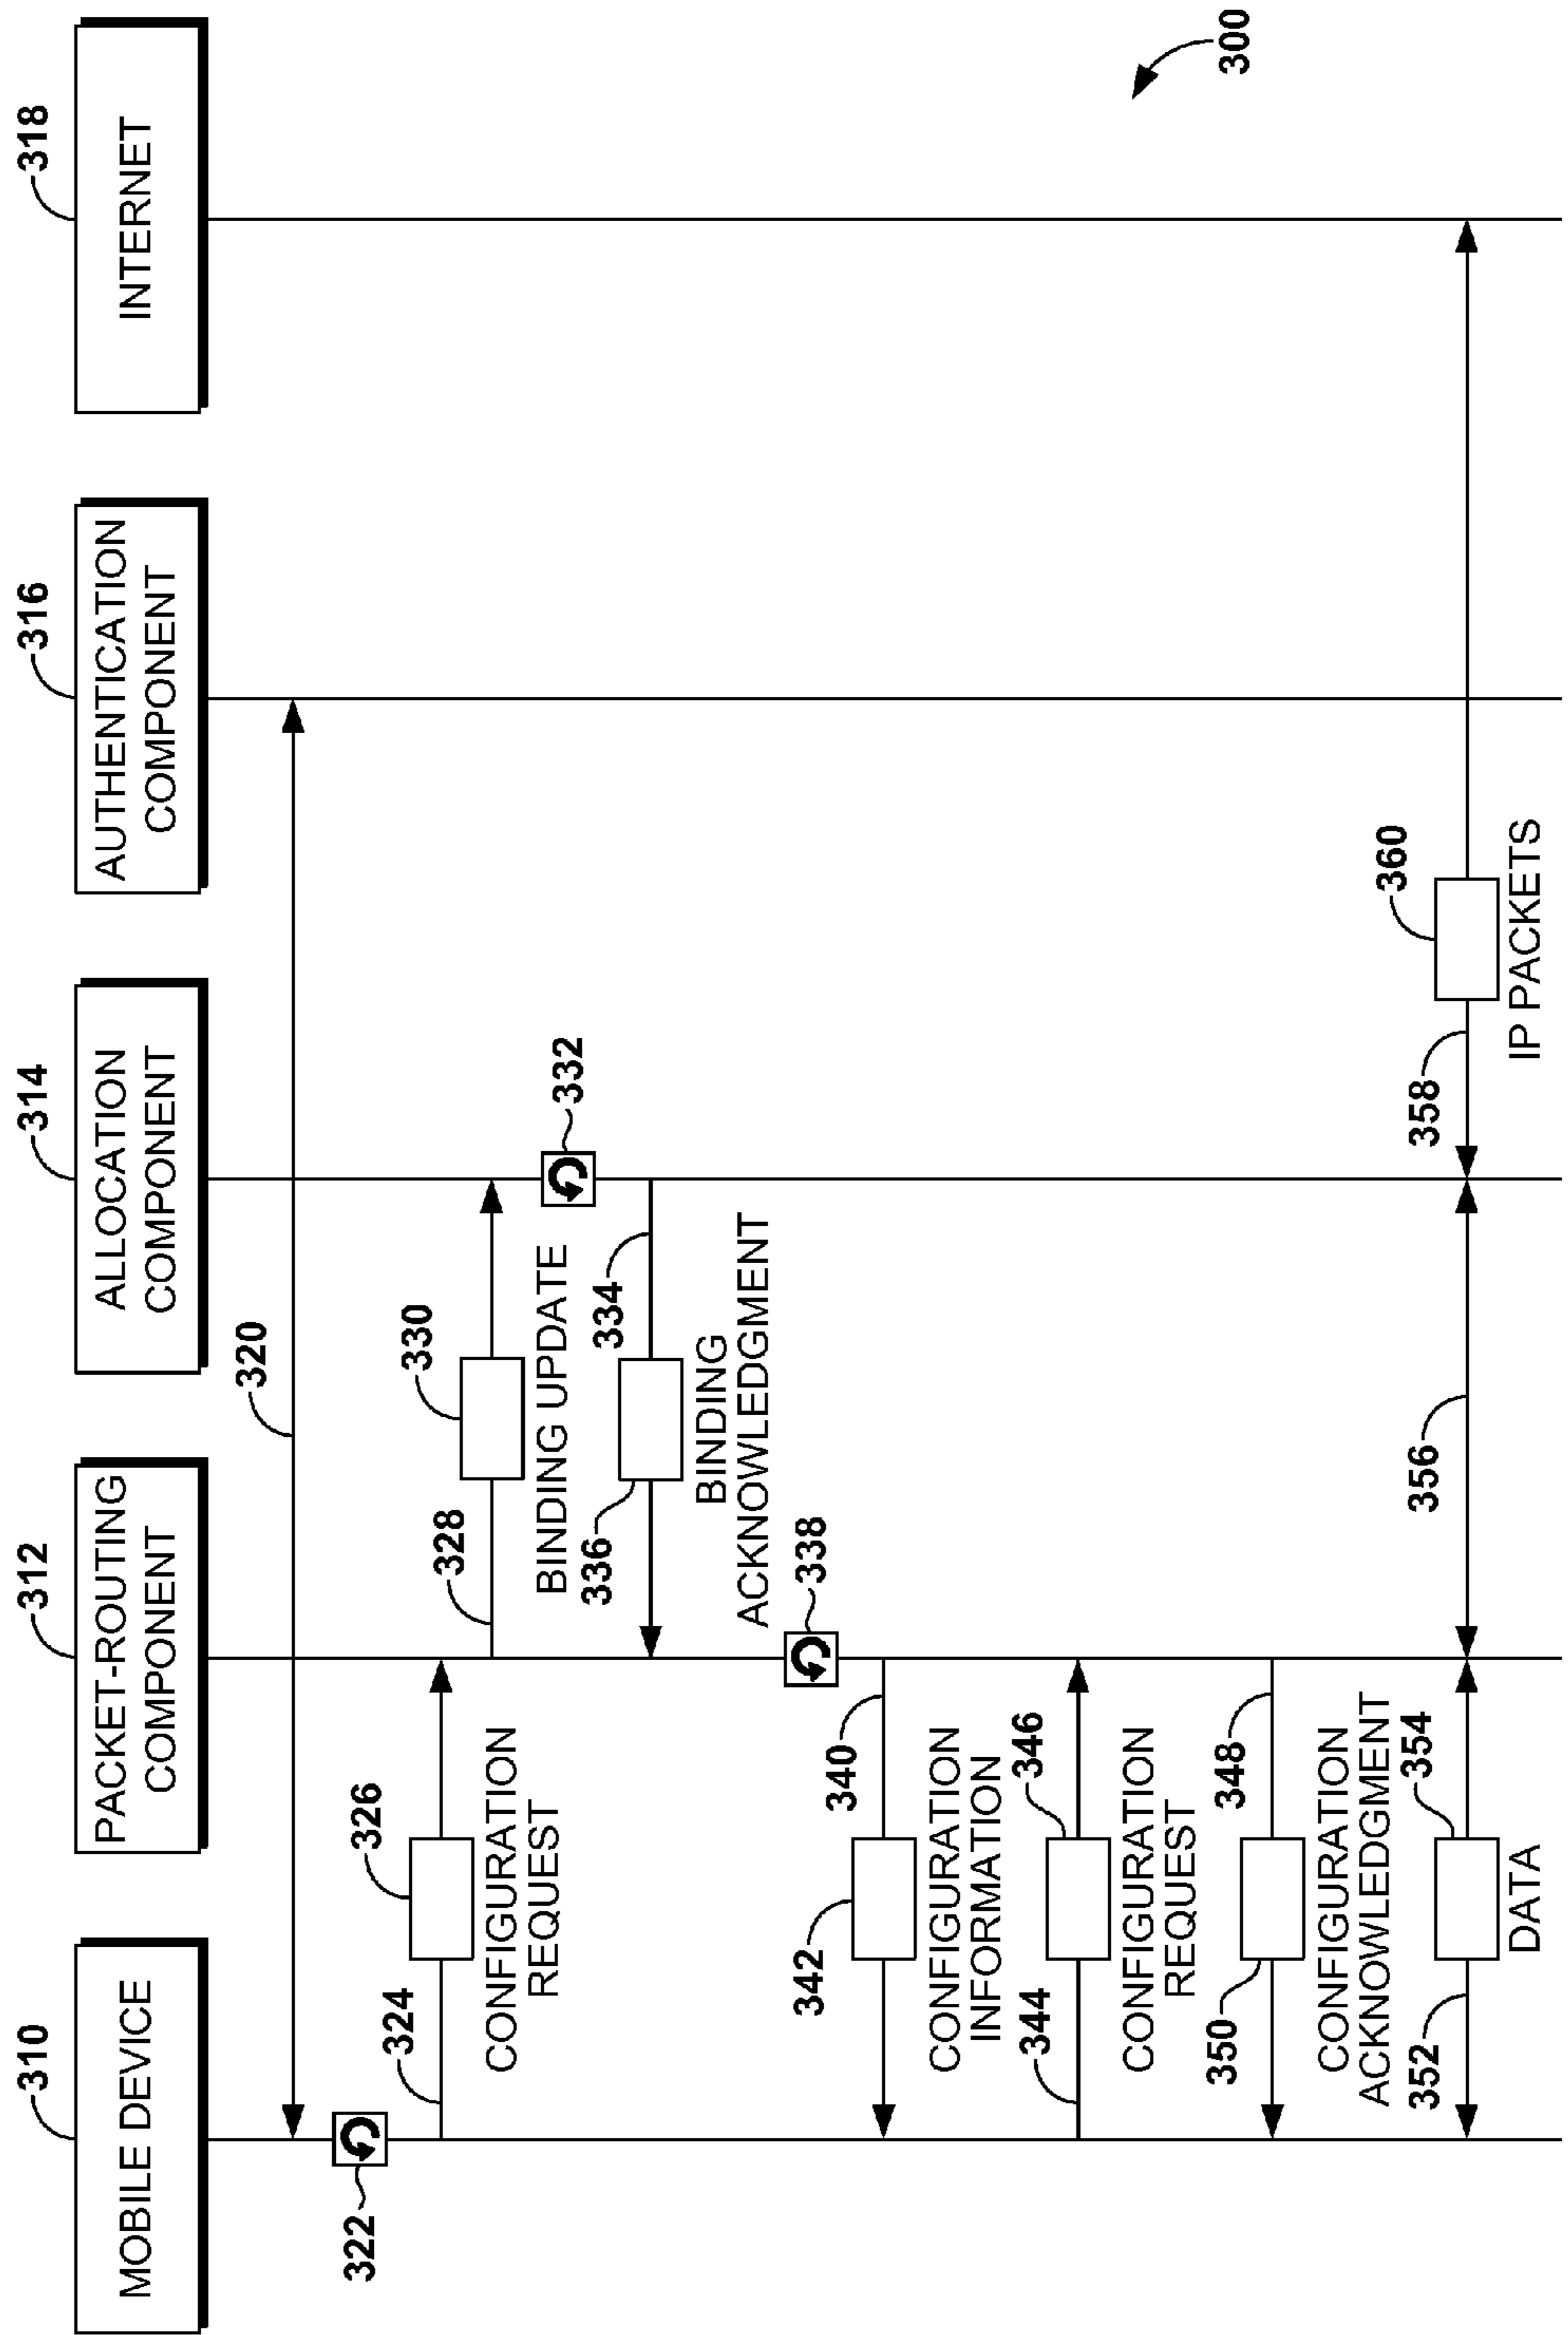 310
MOBILE DEVICE
312
PACKET-ROUTING
COMPONENT
314
ALLOCATION
COMPONENT
316
AUTHENTICATION
COMPONENT
318
INTERNET
320
322
324
326
CONFIGURATION
REQUEST
328
330
BINDING UPDATE
332
334
336
BINDING
ACKNOWLEDGMENT
338
340
342
CONFIGURATION
INFORMATION
344
346
CONFIGURATION
REQUEST
348
350
CONFIGURATION
ACKNOWLEDGMENT
352
354
DATA
356
358
360
IP PACKETS
300